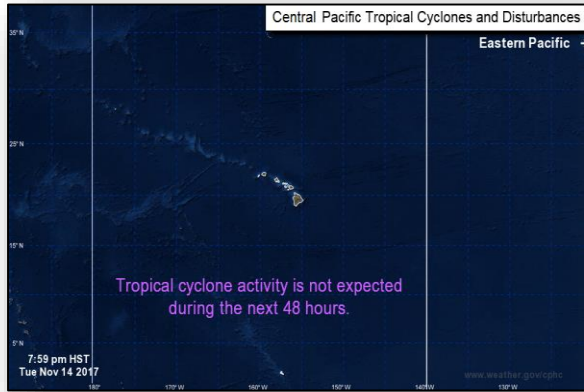 Central Pacific Tropical Cyclones and Disturbances
Eastern Pacific -
35° N
25° N
15° N
5° N
Tropical cyclone activity is not expected
during the next 48 hours.
7:59 pm HST
Tue Nov 14 2017
www.weather.gov/cphc
180°
170° W
160° W
150° W
140° W
130° W